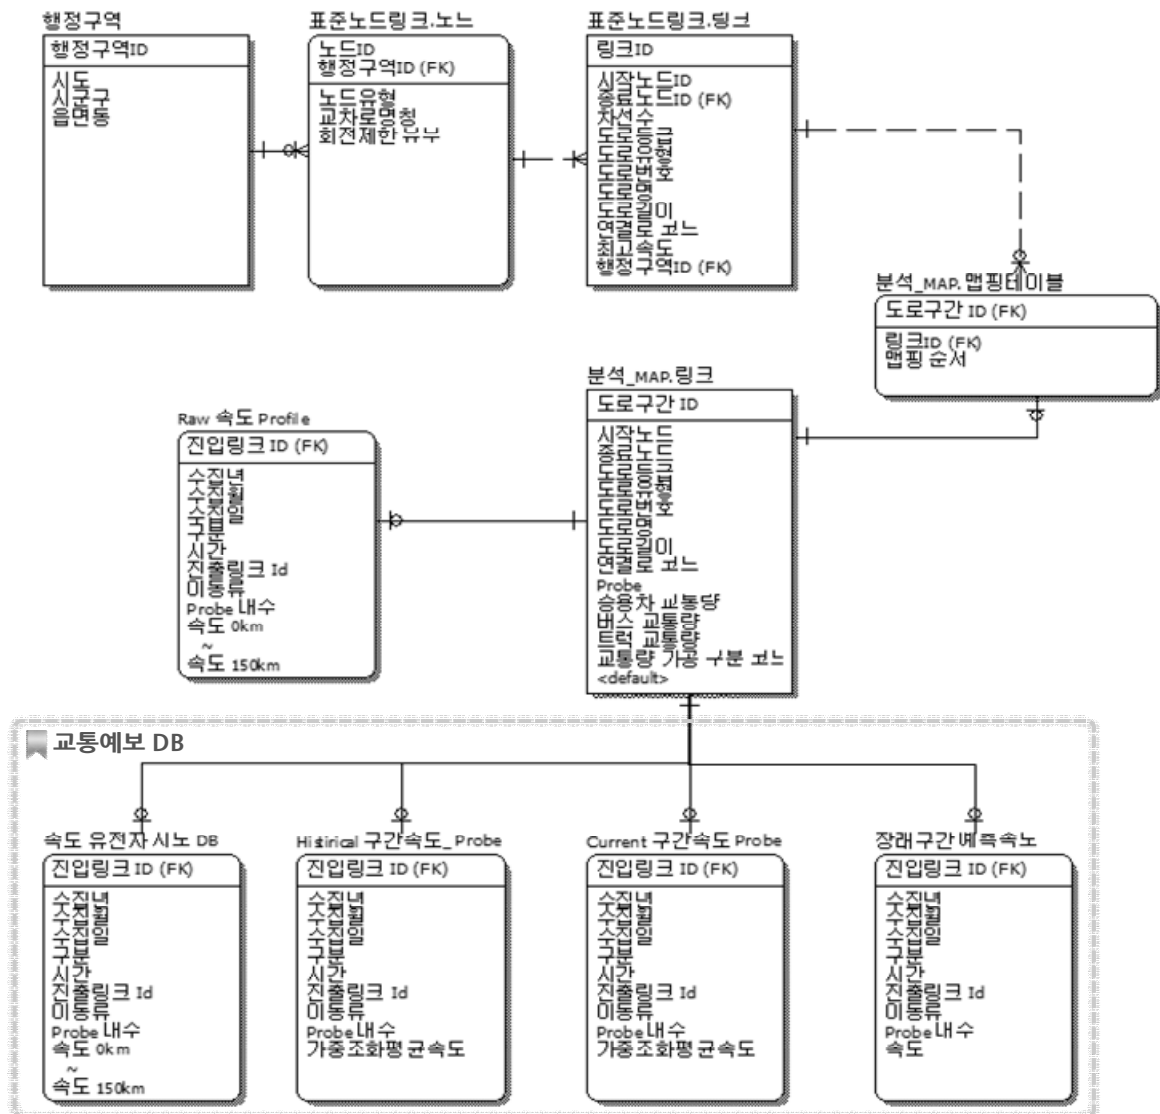 행정구역
행정구역ID
시도
시군구
읍면동
표준노드링크.노드
노드ID
행정구역ID (FK)
노드유형
교차로명칭
회전제한 유무
표준노드링크.링크
링크ID
시작노드ID
종료노드ID (FK)
차선수
도로등급
도로유형
도로번호
도로명
도로길이
연결로 코드
최고속도
행정구역ID (FK)
분석_MAP.맵핑테이블
도로구간 ID (FK)
링크ID (FK)
맵핑 순서
분석_MAP.링크
도로구간 ID
시작노드
종료노드
도로등급
도로유형
도로번호
도로명
도로길이
연결로 코드
Probe
승용차 교통량
버스 교통량
트럭 교통량
교통량 가공 구분 코드
<default>
Raw 속도 Profile
진입링크 ID (FK)
수집년
수집월
수집일
구분
시간
진출링크 Id
이동류
Probe 대수
속도 0km
~
속도 150km
교통예보 DB
속도 유전자 지도 DB
진입링크 ID (FK)
수집년
수집월
수집일
구분
시간
진출링크 Id
이동류
Probe 대수
속도 0km
~
속도 150km
Histirical 구간속도_Probe
진입링크 ID (FK)
수집년
수집월
수집일
구분
시간
진출링크 Id
이동류
Probe 대수
가중조화평균속도
Current 구간속도 Probe
진입링크 ID (FK)
수집년
수집월
수집일
구분
시간
진출링크 Id
이동류
Probe 대수
가중조화평균속도
장래구간예측속도
진입링크 ID (FK)
수집년
수집월
수집일
구분
시간
진출링크 Id
이동류
Probe 대수
속도